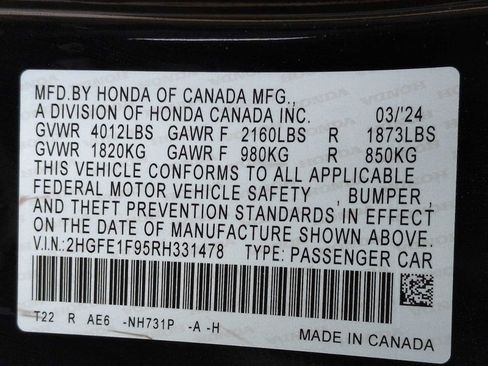 MFD.BY HONDA OF CANADA MFG.,
A DIVISION OF HONDA CANADA INC. 03/'24
GVWR 4012LBS GAWR F 2160LBS R 1873LBS
GVWR 1820KG GAWR F 980KG R 850KG
THIS VEHICLE CONFORMS TO ALL APPLICABLE
FEDERAL MOTOR VEHICLE SAFETY , BUMPER ,
AND THEFT PREVENTION STANDARDS IN EFFECT
ON THE DATE OF MANUFACTURE SHOWN ABOVE.
V.I.N.:2HGFE1F95RH331478 TYPE: PASSENGER CAR
T22 R AE6 -NH731P -A -H
MADE IN CANADA